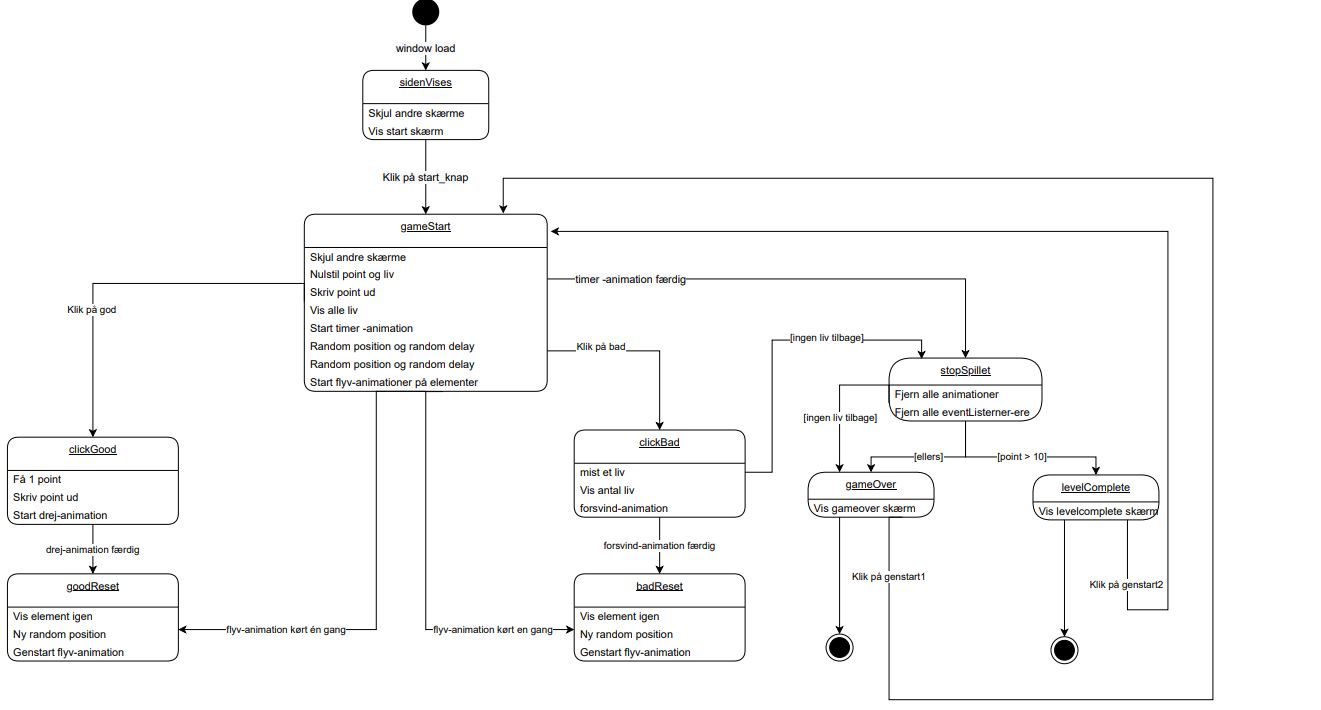 window load
sidenVises
Skjul andre skærme
Vis start skærm
Klik på start_knap
gameStart
Skjul andre skærme
Nulstil point og liv
Skriv point ud
Vis alle liv
Start timer -animation
Random position og random delay
Random position og random delay
Start flyv-animationer på elementer
Klik på god
timer -animation færdig
Klik på bad
[ingen liv tilbage]
stopSpillet
Fjern alle animationer
Fjern alle eventListerner-ere
[ingen liv tilbage]
[ellers]
[point > 10]
clickGood
Få 1 point
Skriv point ud
Start drej-animation
clickBad
mist et liv
Vis antal liv
forsvind-animation
gameOver
Vis gameover skærm
levelComplete
Vis levelcomplete skærm
drej-animation færdig
forsvind-animation færdig
Klik på genstart1
Klik på genstart2
goodReset
Vis element igen
Ny random position
Genstart flyv-animation
flyv-animation kørt én gang
flyv-animation kørt en gang
badReset
Vis element igen
Ny random position
Genstart flyv-animation